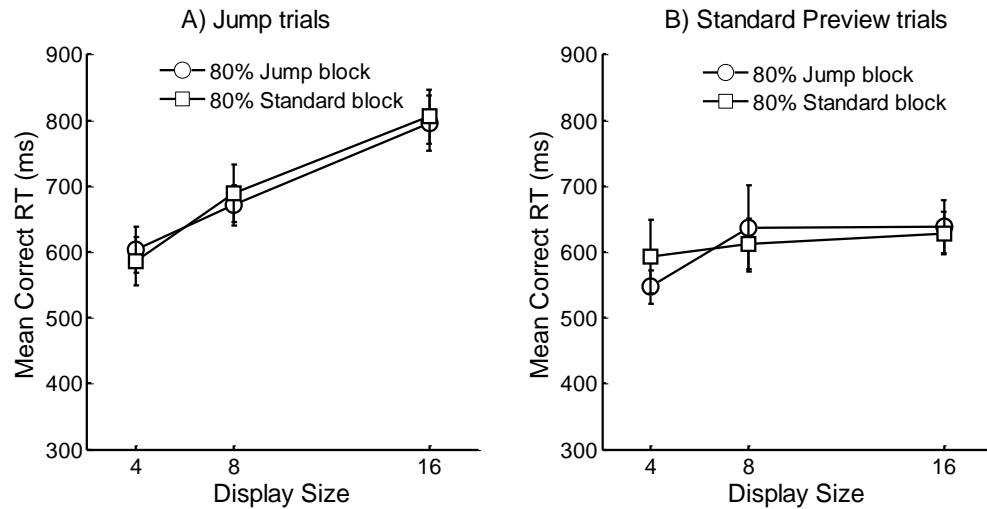 A) Jump trials
900
800
700
600
500
400
300
Mean Correct RT (ms)
80% Jump block
80% Standard block
4
8
16
Display Size
B) Standard Preview trials
900
800
700
600
500
400
300
Mean Correct RT (ms)
80% Jump block
80% Standard block
4
8
16
Display Size